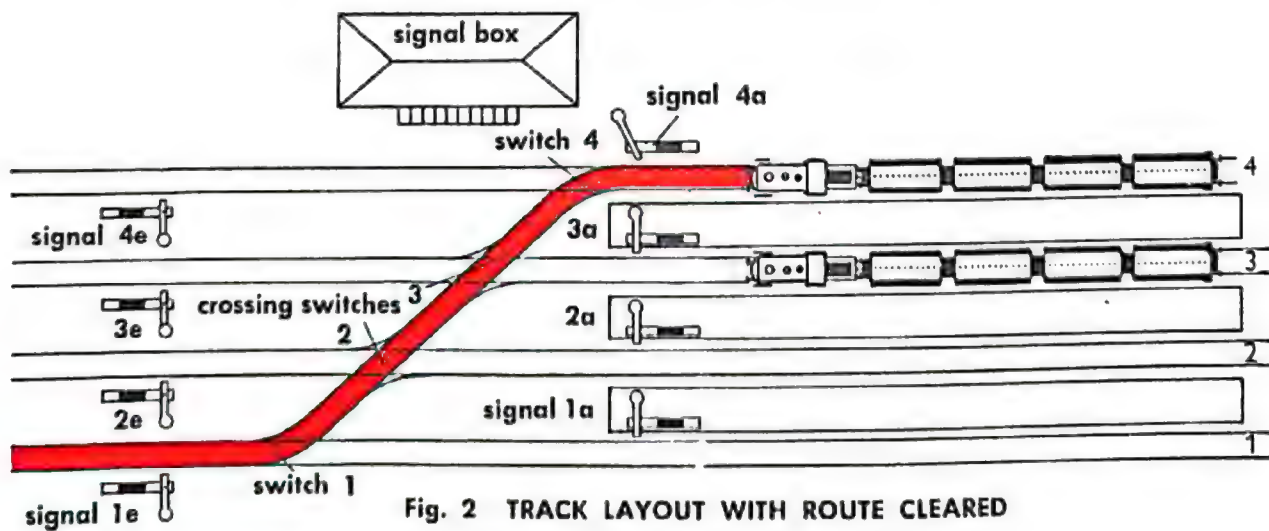 signal box
signal 4a
switch 4
4
signal 4e
3a
3
3
crossing switches
3e
2
2a
2
2e
signal 1a
1
switch 1
signal 1e
Fig. 2 TRACK LAYOUT WITH ROUTE CLEARED